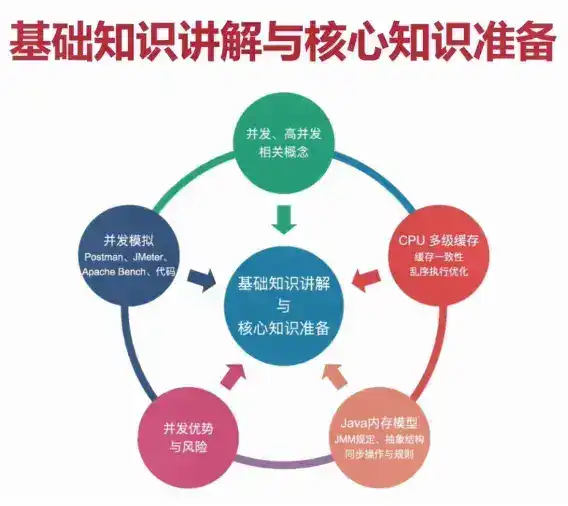 基础知识讲解与核心知识准备
并发、高并发
相关概念
CPU 多级缓存
缓存一致性
乱序执行优化
Java内存模型
JMM规定、抽象结构
同步操作与规则
并发优势
与风险
并发模拟
Postman、JMeter、
Apache Bench、代码
基础知识讲解
与
核心知识准备